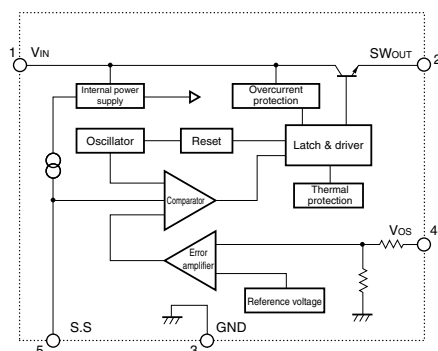 1
VIN
SWOUT
2
Internal power
supply
Overcurrent
protection
Oscillator
Reset
Latch & driver
Comparator
Thermal
protection
VOS
4
Error
amplifier
Reference voltage
S.S
GND
5
3